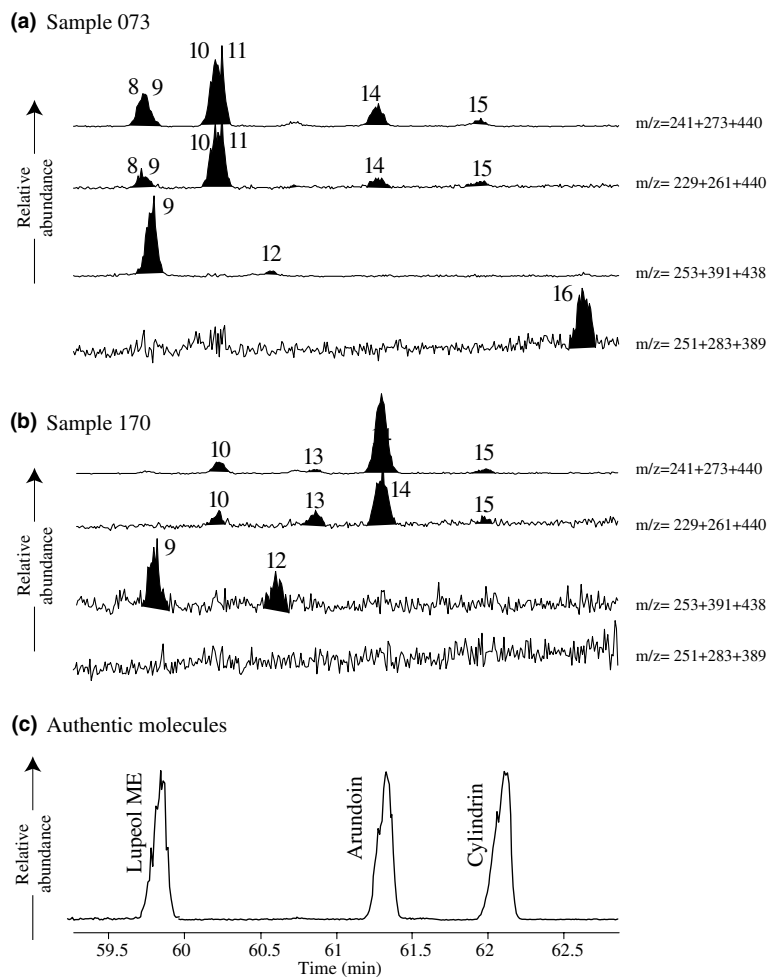 (a) Sample 073
10 11
8 9
14
15
m/z=241+273+440
10 11
8 9
14
15
m/z= 229+261+440
9
12
m/z= 253+391+438
16
m/z= 251+283+389
Relative
abundance
(b) Sample 170
10
13
15
m/z=241+273+440
10
13
14
15
m/z= 229+261+440
9
12
m/z= 253+391+438
m/z= 251+283+389
Relative
abundance
(c) Authentic molecules
Lupeol ME
Arundoin
Cylindrin
Relative
abundance
59.5 60 60.5 61 61.5 62 62.5
Time (min)